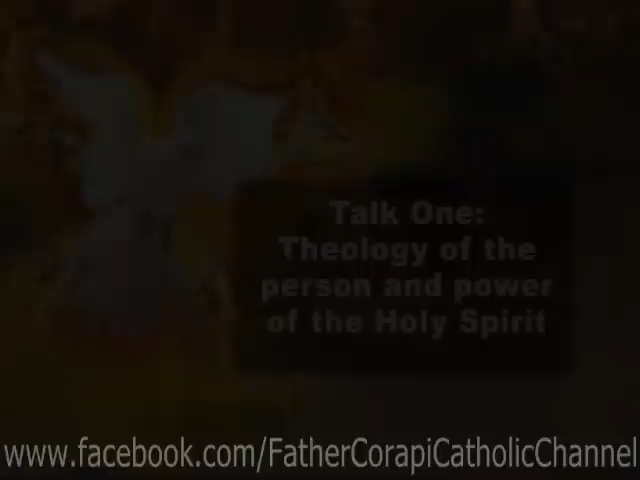 Talk One:
Theology of the
person and power
of the Holy Spirit
www.facebook.com/FatherCorapiCatholicChannel